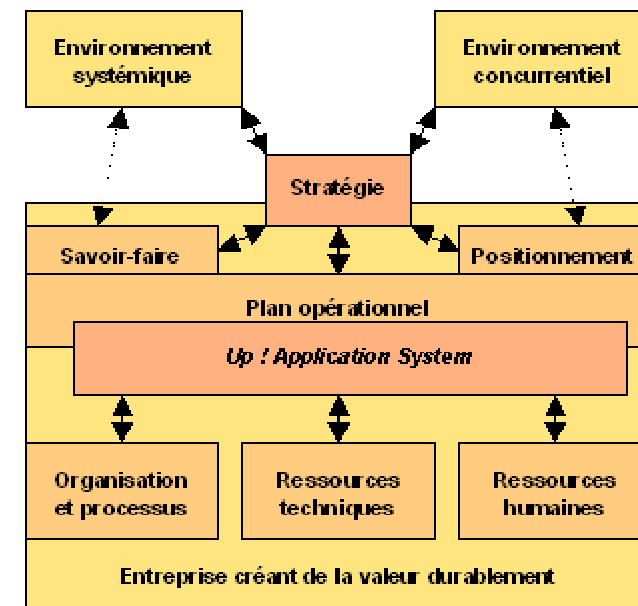 Environnement
systémique
Environnement
concurrentiel
Stratégie
Savoir-faire
Positionnement
Plan opérationnel
Up ! Application System
Organisation
et processus
Ressources
techniques
Ressources
humaines
Entreprise créant de la valeur durablement